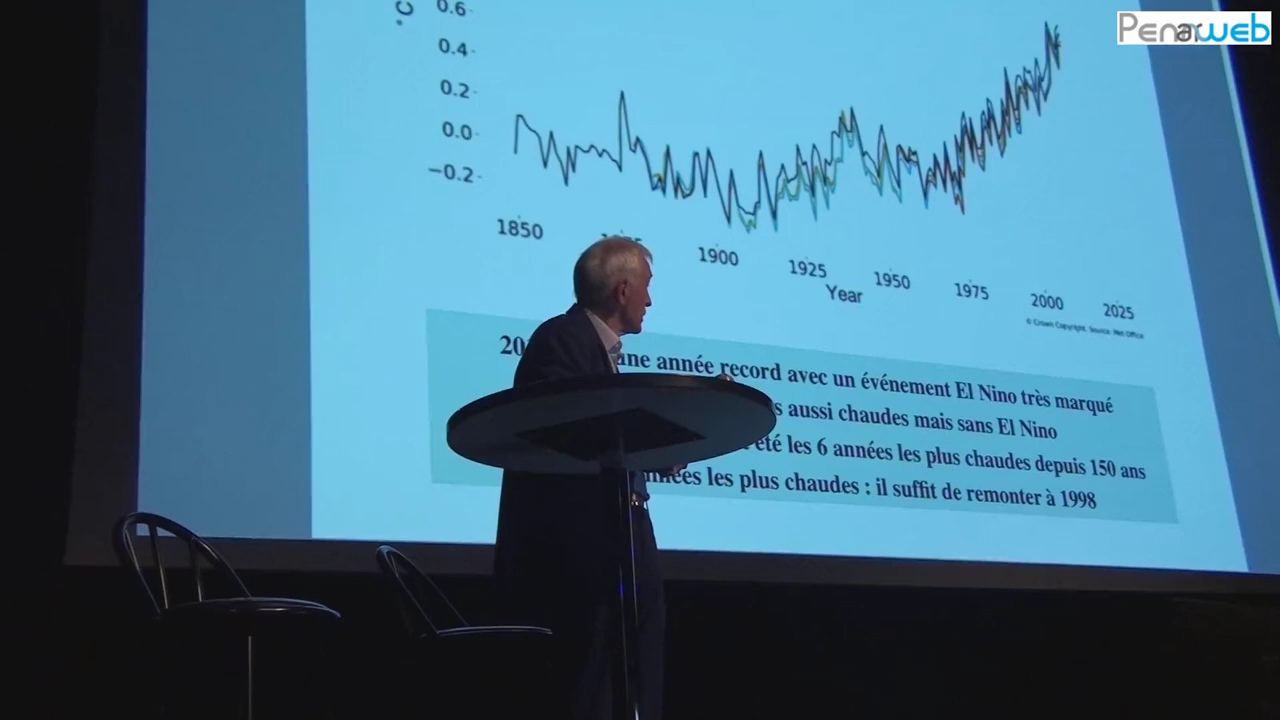 Penarweb
°C
0.6
0.4
0.2
0.0
−0.2
1850
1900
1925
1950
1975
2000
2025
Year
© Crown Copyright. Source: Met Office
une année record avec un événement El Nino très marqué
aussi chaudes mais sans El Nino
été les 6 années les plus chaudes depuis 150 ans
les plus chaudes : il suffit de remonter à 1998